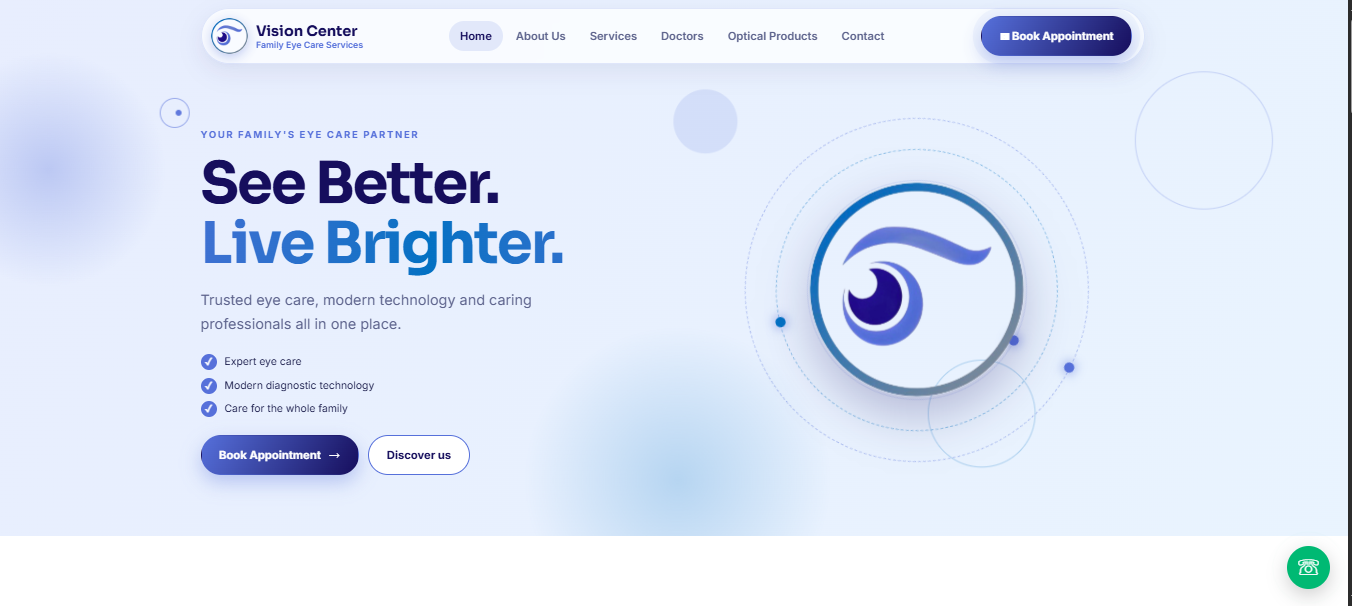 Vision Center
Family Eye Care Services
Home
About Us
Services
Doctors
Optical Products
Contact
Book Appointment
YOUR FAMILY'S EYE CARE PARTNER
See Better.
Live Brighter.
Trusted eye care, modern technology and caring
professionals all in one place.
Expert eye care
Modern diagnostic technology
Care for the whole family
Book Appointment →
Discover us